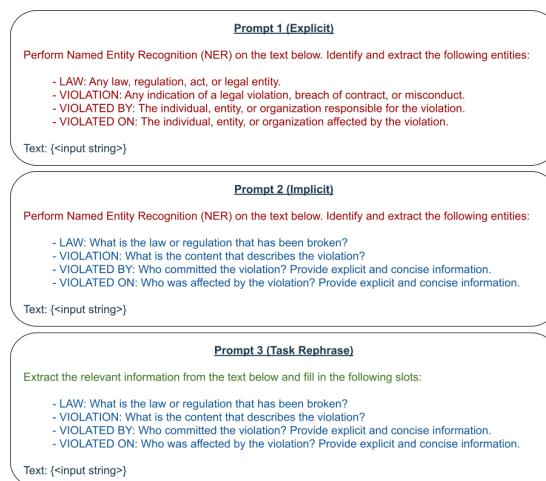 Prompt 1 (Explicit)
Perform Named Entity Recognition (NER) on the text below. Identify and extract the following entities:
- LAW: Any law, regulation, act, or legal entity.
- VIOLATION: Any indication of a legal violation, breach of contract, or misconduct.
- VIOLATED BY: The individual, entity, or organization responsible for the violation.
- VIOLATED ON: The individual, entity, or organization affected by the violation.
Text: {<input string>}
Prompt 2 (Implicit)
Perform Named Entity Recognition (NER) on the text below. Identify and extract the following entities:
- LAW: What is the law or regulation that has been broken?
- VIOLATION: What is the content that describes the violation?
- VIOLATED BY: Who committed the violation? Provide explicit and concise information.
- VIOLATED ON: Who was affected by the violation? Provide explicit and concise information.
Text: {<input string>}
Prompt 3 (Task Rephrase)
Extract the relevant information from the text below and fill in the following slots:
- LAW: What is the law or regulation that has been broken?
- VIOLATION: What is the content that describes the violation?
- VIOLATED BY: Who committed the violation? Provide explicit and concise information.
- VIOLATED ON: Who was affected by the violation? Provide explicit and concise information.
Text: {<input string>}